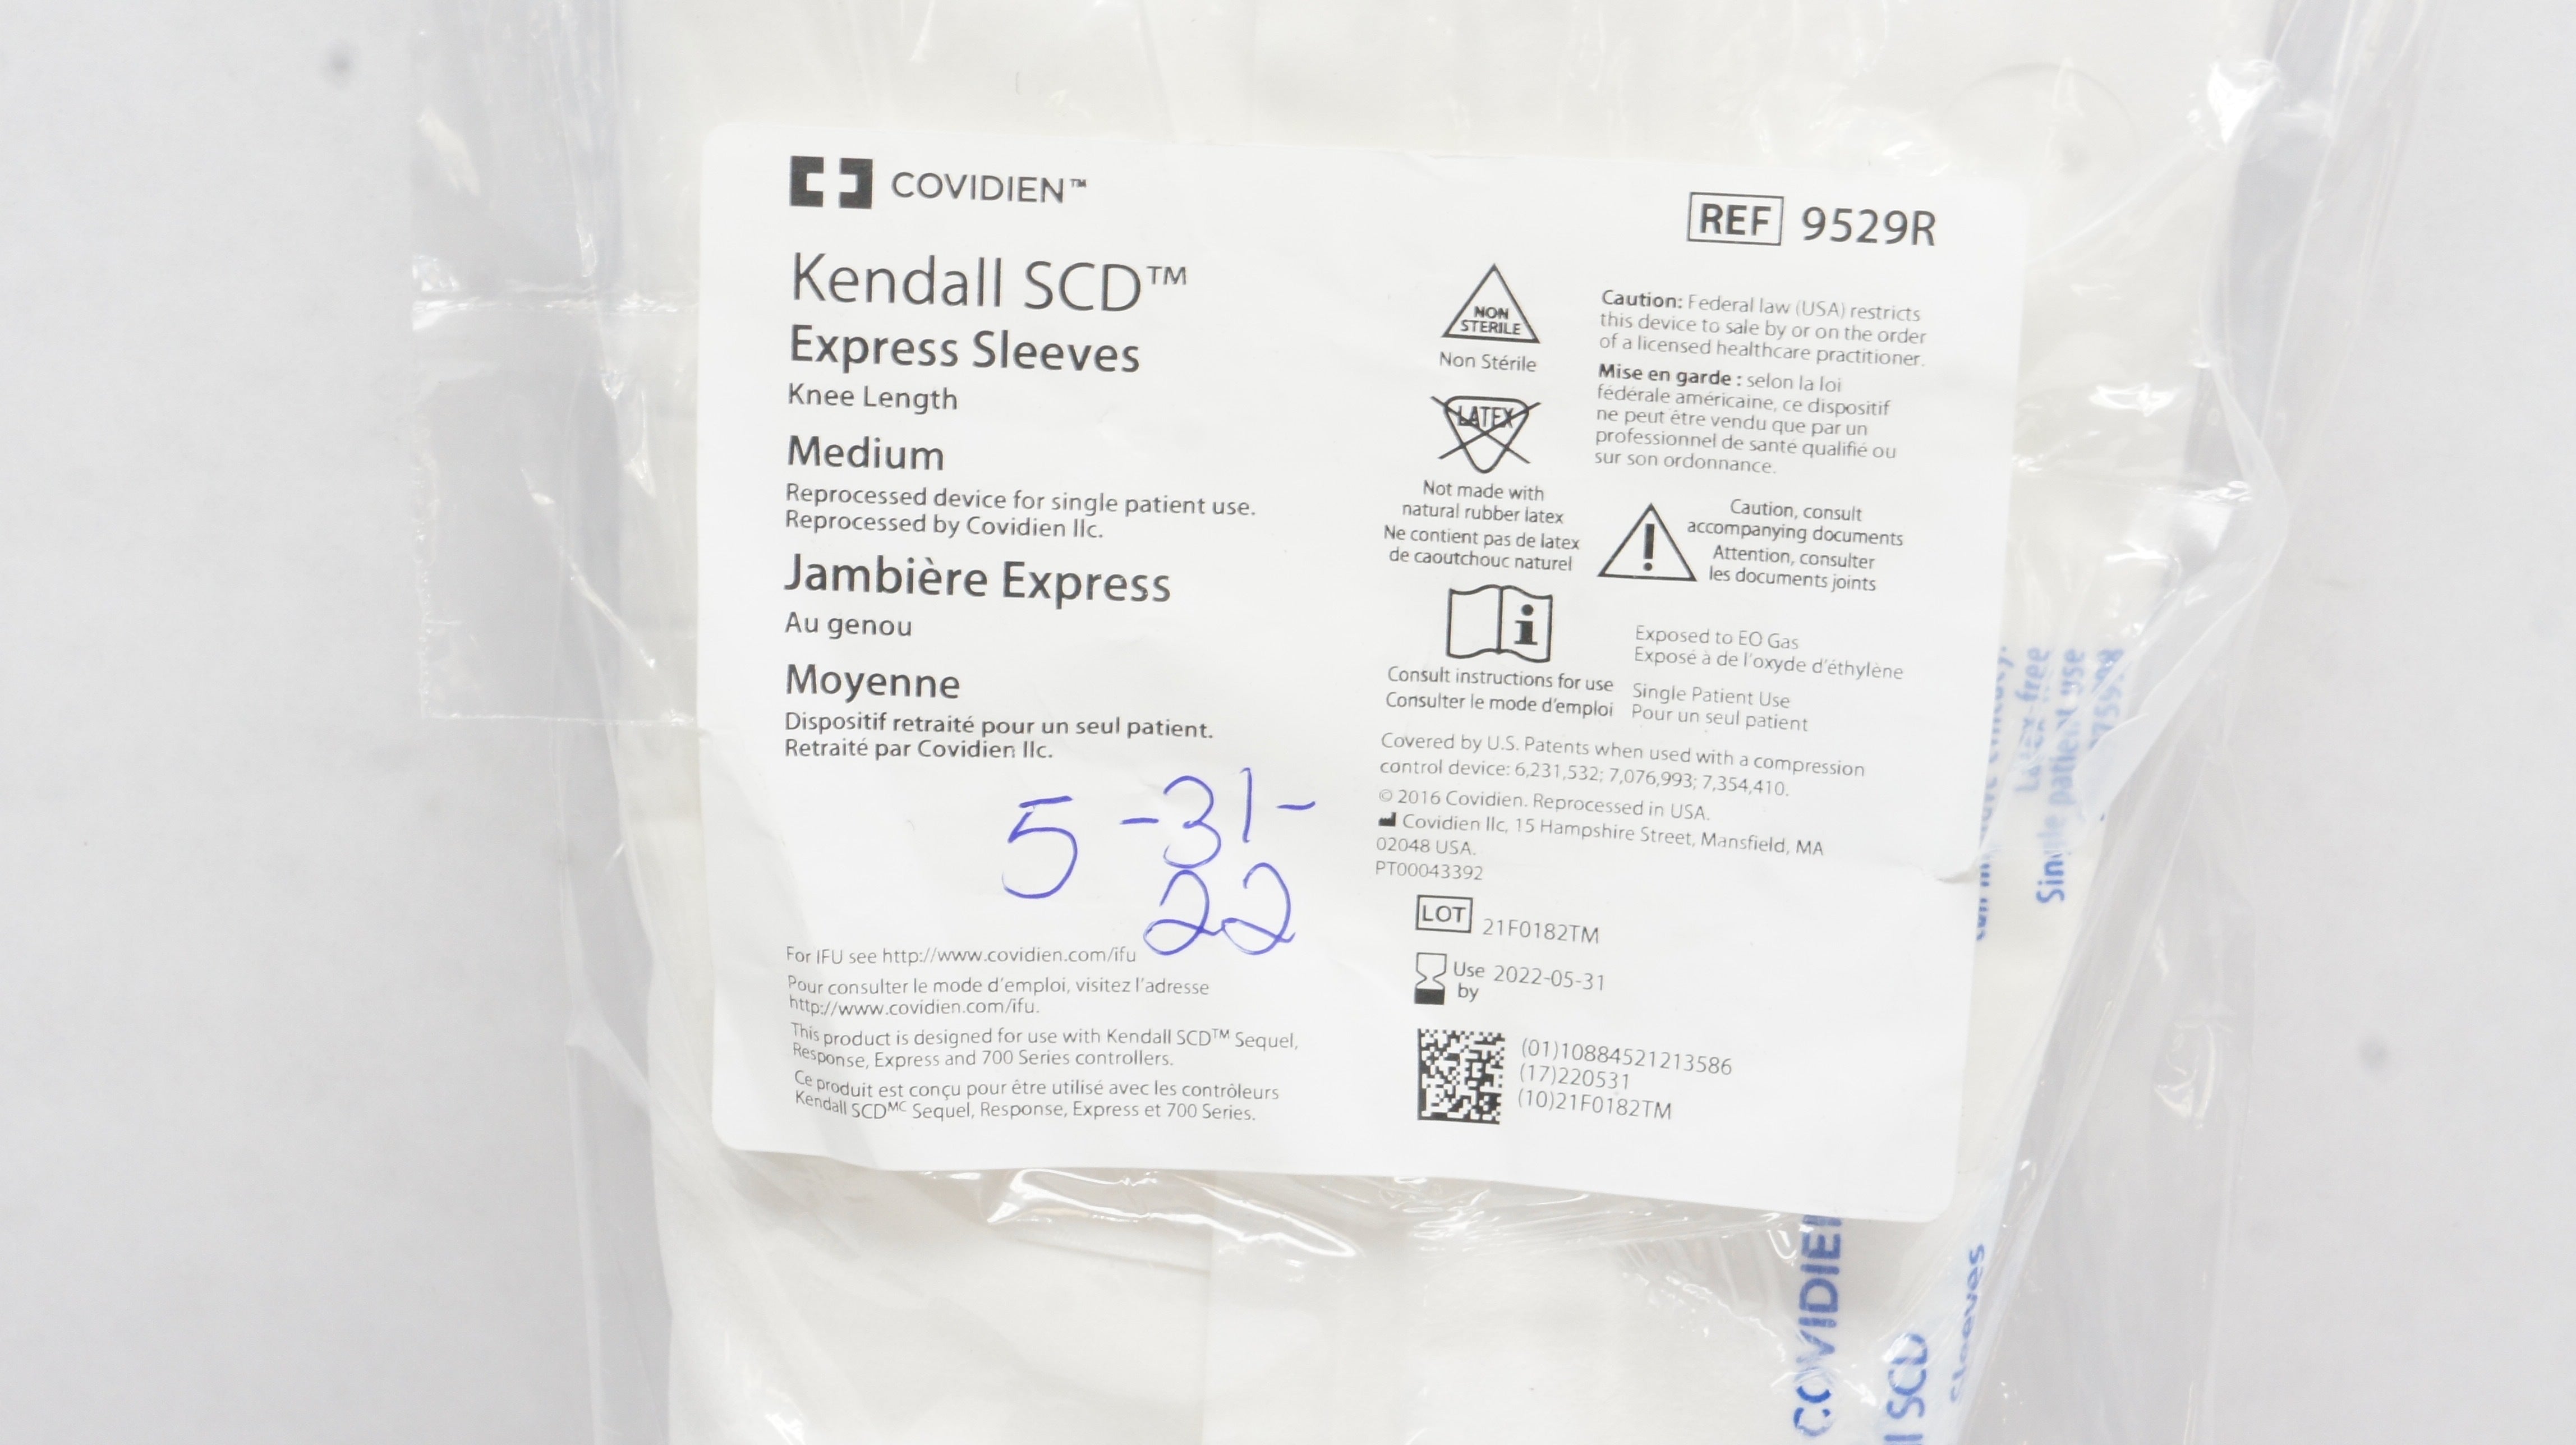 COVIDIEN™
REF 9529R
Kendall SCD™
Express Sleeves
Knee Length
Medium
Reprocessed device for single patient use.
Reprocessed by Covidien llc.
Jambière Express
Au genou
Moyenne
Dispositif retraité pour un seul patient.
Retraité par Covidien llc.
5 -31-
22
For IFU see http://www.covidien.com/ifu
Pour consulter le mode d'emploi, visitez l'adresse
http://www.covidien.com/ifu.
This product is designed for use with Kendall SCD™ Sequel,
Response, Express and 700 Series controllers.
Ce produit est conçu pour être utilisé avec les contrôleurs
Kendall SCDᴹᶜ Sequel, Response, Express et 700 Series.
NON
STERILE
Non Stérile
LATEX
Not made with
natural rubber latex
Ne contient pas de latex
de caoutchouc naturel
Consult instructions for use
Consulter le mode d'emploi
Caution: Federal law (USA) restricts
this device to sale by or on the order
of a licensed healthcare practitioner.
Mise en garde : selon la loi
fédérale américaine, ce dispositif
ne peut être vendu que par un
professionnel de santé qualifié ou
sur son ordonnance.
Caution, consult
accompanying documents
Attention, consulter
les documents joints
Exposed to EO Gas
Exposé à de l'oxyde d'éthylène
Single Patient Use
Pour un seul patient
Covered by U.S. Patents when used with a compression
control device: 6,231,532; 7,076,993; 7,354,410.
© 2016 Covidien. Reprocessed in USA.
Covidien llc, 15 Hampshire Street, Mansfield, MA
02048 USA.
PT00043392
LOT 21F0182TM
Use 2022-05-31
by
(01)10884521213586
(17)220531
(10)21F0182TM
Latex-free
Single patient use
COVIDIEN
SCD
Sleeves